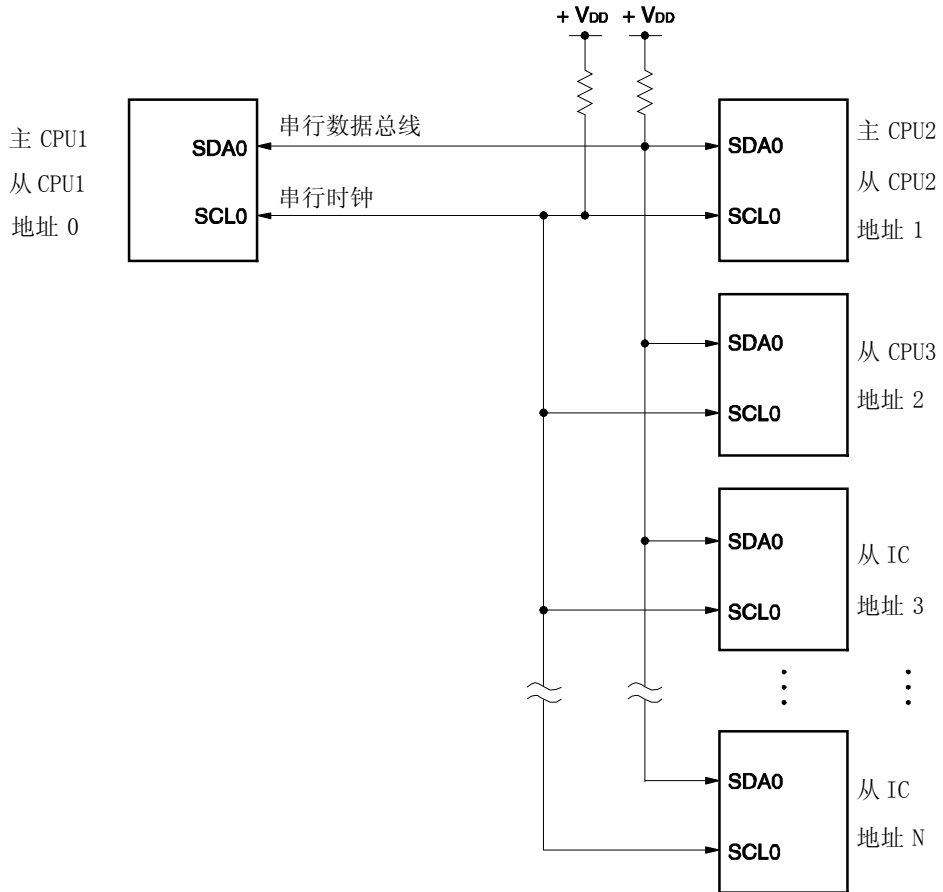 + VDD + VDD
主 CPU1
从 CPU1
地址 0
SDA0
SCL0
串行数据总线
串行时钟
SDA0
SCL0
主 CPU2
从 CPU2
地址 1
SDA0
SCL0
从 CPU3
地址 2
SDA0
SCL0
从 IC
地址 3
SDA0
SCL0
从 IC
地址 N